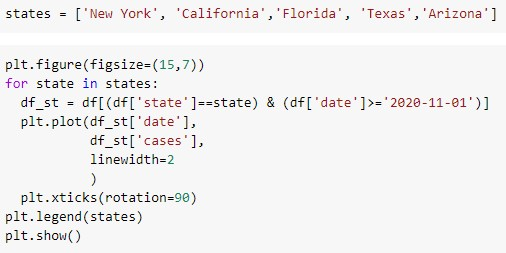 states = ['New York', 'California','Florida', 'Texas','Arizona']
plt.figure(figsize=(15,7))
for state in states:
  df_st = df[(df['state']==state) & (df['date']>='2020-11-01')]
  plt.plot(df_st['date'],
           df_st['cases'],
           linewidth=2
           )
  plt.xticks(rotation=90)
plt.legend(states)
plt.show()